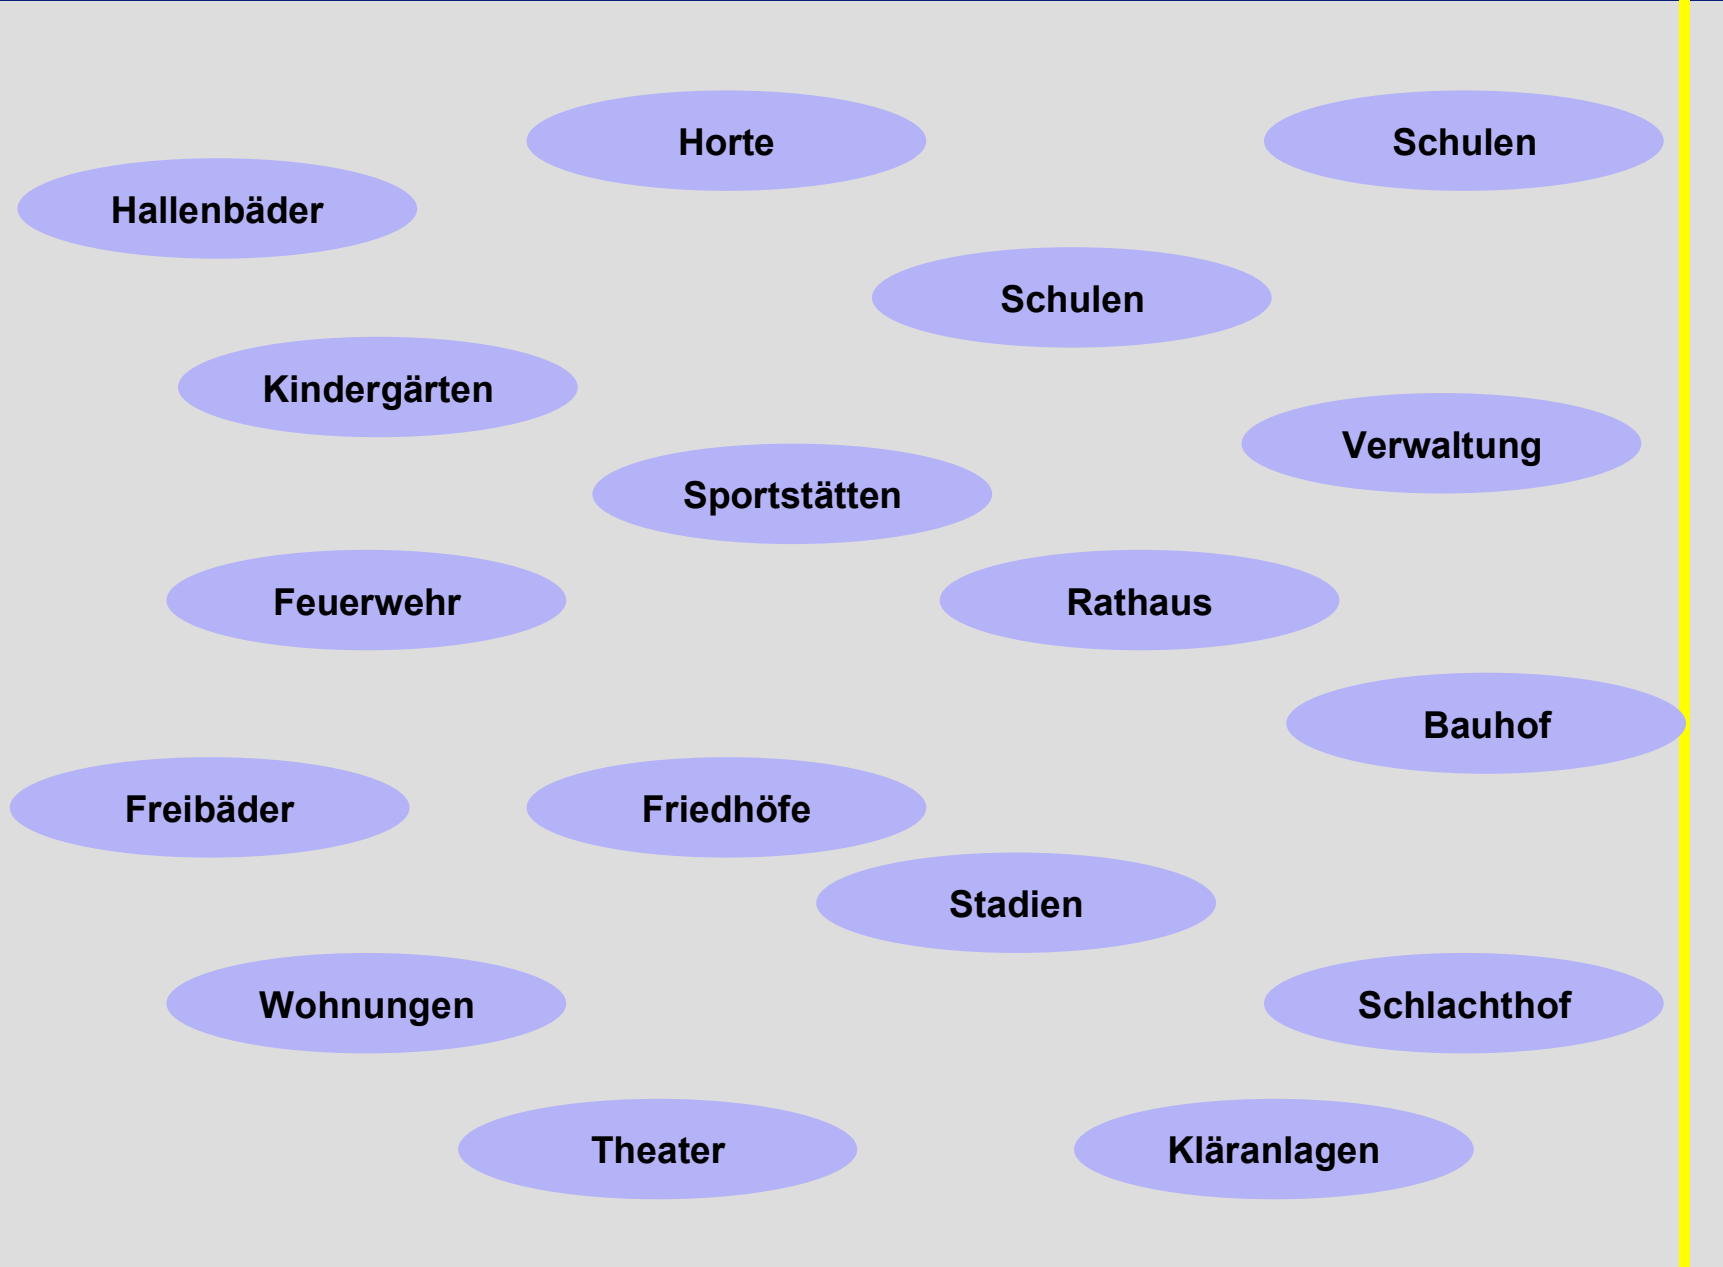 Horte
Schulen
Hallenbäder
Schulen
Kindergärten
Verwaltung
Sportstätten
Feuerwehr
Rathaus
Bauhof
Freibäder
Friedhöfe
Stadien
Wohnungen
Schlachthof
Theater
Kläranlagen